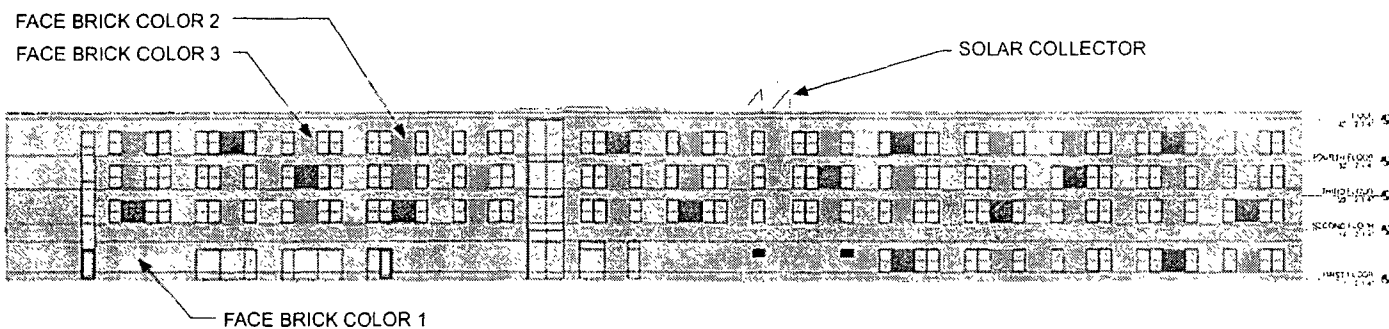 FACE BRICK COLOR 2
FACE BRICK COLOR 3
SOLAR COLLECTOR
FOURTH FLOOR
THIRD FLOOR
SECOND FLOOR
FIRST FLOOR
FACE BRICK COLOR 1